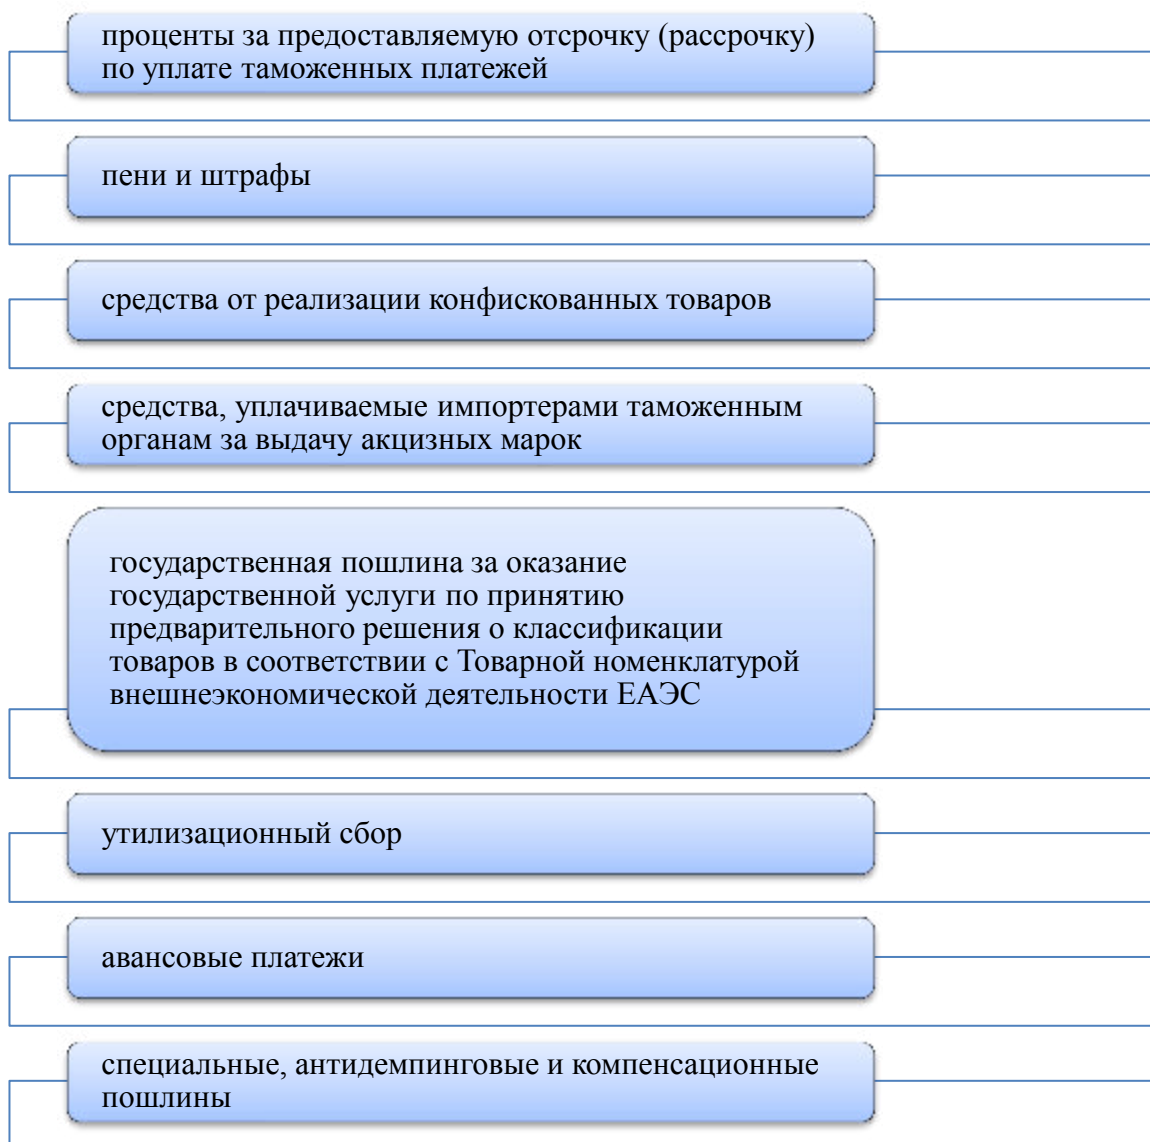 проценты за предоставляемую отсрочку (рассрочку)
по уплате таможенных платежей
пени и штрафы
средства от реализации конфискованных товаров
средства, уплачиваемые импортерами таможенным
органам за выдачу акцизных марок
государственная пошлина за оказание
государственной услуги по принятию
предварительного решения о классификации
товаров в соответствии с Товарной номенклатурой
внешнеэкономической деятельности ЕАЭС
утилизационный сбор
авансовые платежи
специальные, антидемпинговые и компенсационные
пошлины